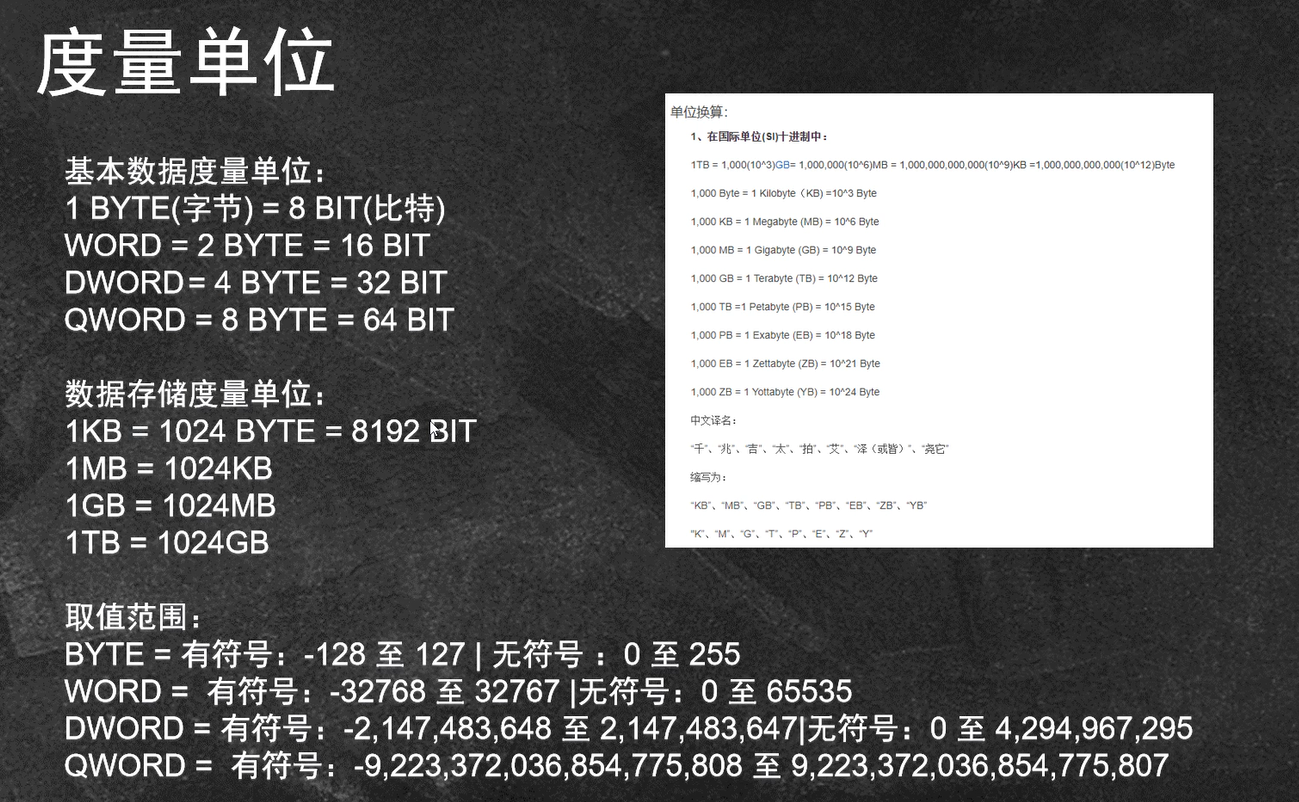 度量单位
基本数据度量单位：
1 BYTE(字节) = 8 BIT(比特)
WORD = 2 BYTE = 16 BIT
DWORD = 4 BYTE = 32 BIT
QWORD = 8 BYTE = 64 BIT
数据存储度量单位：
1KB = 1024 BYTE = 8192 BIT
1MB = 1024KB
1GB = 1024MB
1TB = 1024GB
取值范围：
BYTE = 有符号：-128 至 127 | 无符号 ：0 至 255
WORD = 有符号：-32768 至 32767 |无符号：0 至 65535
DWORD = 有符号：-2,147,483,648 至 2,147,483,647|无符号：0 至 4,294,967,295
QWORD = 有符号：-9,223,372,036,854,775,808 至 9,223,372,036,854,775,807
单位换算：
1、在国际单位(SI)十进制中：
1TB = 1,000(10^3)GB= 1,000,000(10^6)MB = 1,000,000,000,000(10^9)KB =1,000,000,000,000(10^12)Byte
1,000 Byte = 1 Kilobyte（KB) =10^3 Byte
1,000 KB = 1 Megabyte (MB) = 10^6 Byte
1,000 MB = 1 Gigabyte (GB) = 10^9 Byte
1,000 GB = 1 Terabyte (TB) = 10^12 Byte
1,000 TB =1 Petabyte (PB) = 10^15 Byte
1,000 PB = 1 Exabyte (EB) = 10^18 Byte
1,000 EB = 1 Zettabyte (ZB) = 10^21 Byte
1,000 ZB = 1 Yottabyte (YB) = 10^24 Byte
中文译名：
“千”、“兆”、“吉”、“太”、“拍”、“艾”、“泽（或皆）”、“尧它”
缩写为：
“KB”、“MB”、“GB”、“TB”、“PB”、“EB”、“ZB”、“YB”
“K”、“M”、“G”、“T”、“P”、“E”、“Z”、“Y”